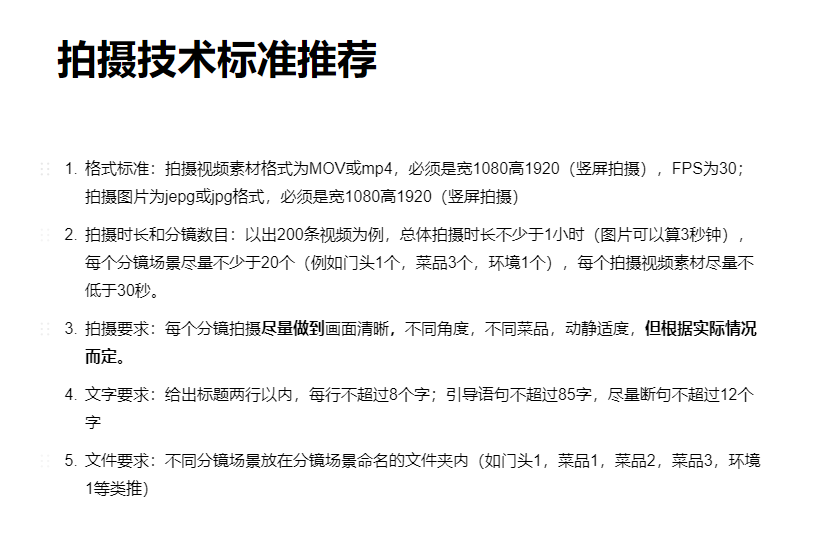 拍摄技术标准推荐
1. 格式标准：拍摄视频素材格式为MOV或mp4，必须是宽1080高1920（竖屏拍摄），FPS为30；
拍摄图片为jepg或jpg格式，必须是宽1080高1920（竖屏拍摄）
2. 拍摄时长和分镜数目：以出200条视频为例，总体拍摄时长不少于1小时（图片可以算3秒钟），
每个分镜场景尽量不少于20个（例如门头1个，菜品3个，环境1个），每个拍摄视频素材尽量不
低于30秒。
3. 拍摄要求：每个分镜拍摄尽量做到画面清晰，不同角度，不同菜品，动静适度，但根据实际情况
而定。
4. 文字要求：给出标题两行以内，每行不超过8个字；引导语句不超过85字，尽量断句不超过12个
字
5. 文件要求：不同分镜场景放在分镜场景命名的文件夹内（如门头1，菜品1，菜品2，菜品3，环境
1等类推）